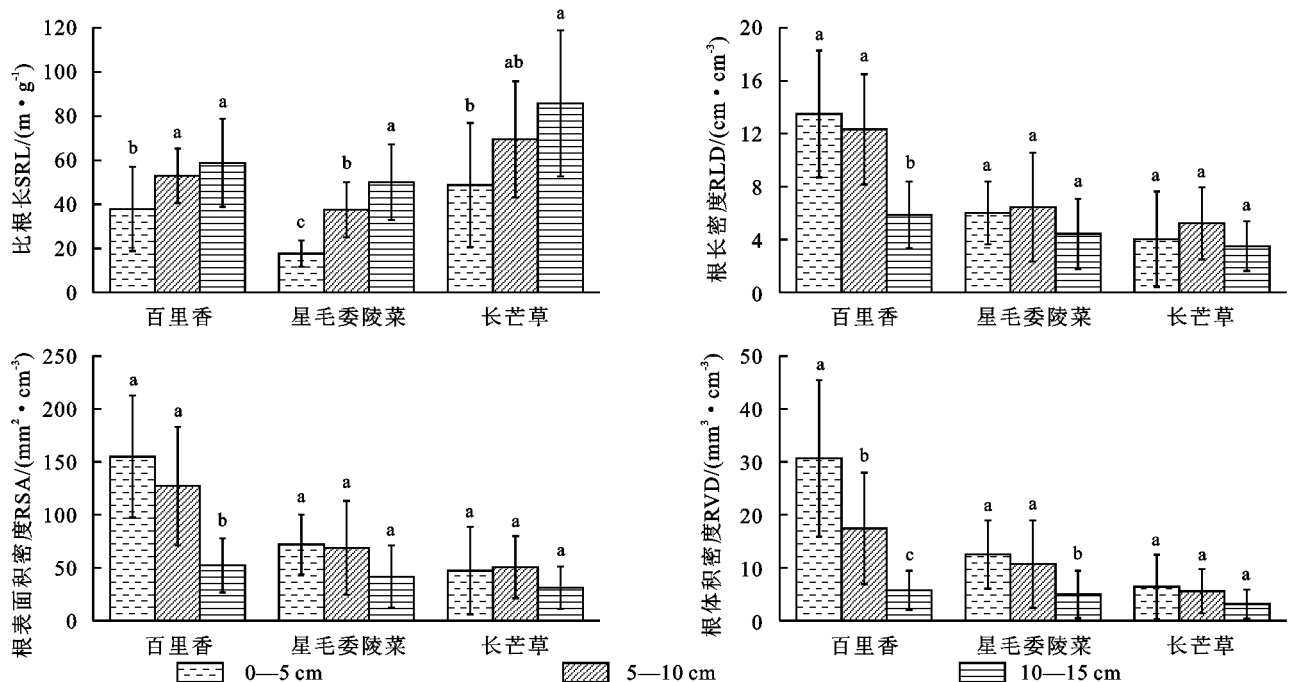 比根长SRL/(m·g⁻¹)
120
100
80
60
40
20
0
b
a
a
c
b
a
b
ab
a
百里香
星毛委陵菜
长芒草
根长密度RLD/(cm·cm⁻³)
20
16
12
8
4
0
a
a
b
a
a
a
a
a
a
百里香
星毛委陵菜
长芒草
根表面积密度RSA/(mm²·cm⁻³)
250
200
150
100
50
0
a
a
b
a
a
a
a
a
a
百里香
星毛委陵菜
长芒草
根体积密度RVD/(mm³·cm⁻³)
50
40
30
20
10
0
a
b
c
a
a
b
a
a
a
百里香
星毛委陵菜
长芒草
0—5 cm
5—10 cm
10—15 cm